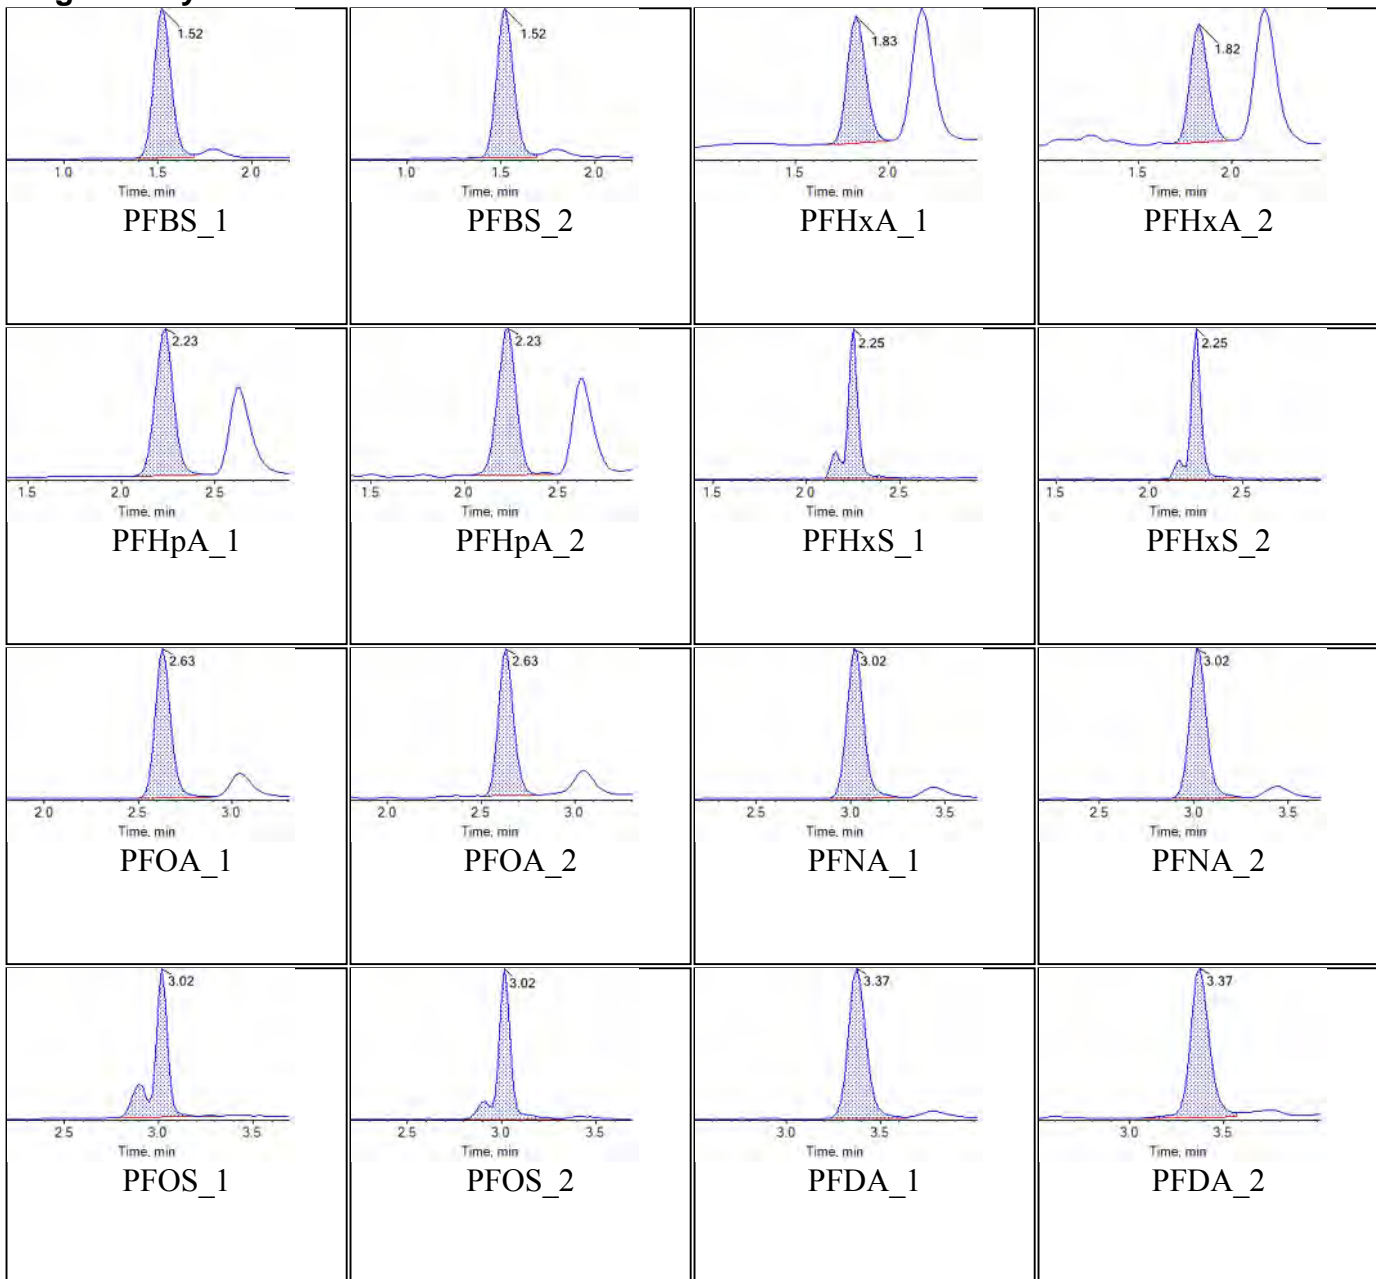 1.52 1.52 1.83 1.82
1.0 1.5 2.0 1.0 1.5 2.0 1.5 2.0 1.5 2.0
Time, min Time, min Time, min Time, min
PFBS_1 PFBS_2 PFHxA_1 PFHxA_2
2.23 2.23 2.25 2.25
1.5 2.0 2.5 1.5 2.0 2.5 1.5 2.0 2.5 1.5 2.0 2.5
Time, min Time, min Time, min Time, min
PFHpA_1 PFHpA_2 PFHxS_1 PFHxS_2
2.63 2.63 3.02 3.02
2.0 2.5 3.0 2.0 2.5 3.0 2.5 3.0 3.5 2.5 3.0 3.5
Time, min Time, min Time, min Time, min
PFOA_1 PFOA_2 PFNA_1 PFNA_2
3.02 3.02 3.37 3.37
2.5 3.0 3.5 2.5 3.0 3.5 3.0 3.5 3.0 3.5
Time, min Time, min Time, min Time, min
PFOS_1 PFOS_2 PFDA_1 PFDA_2